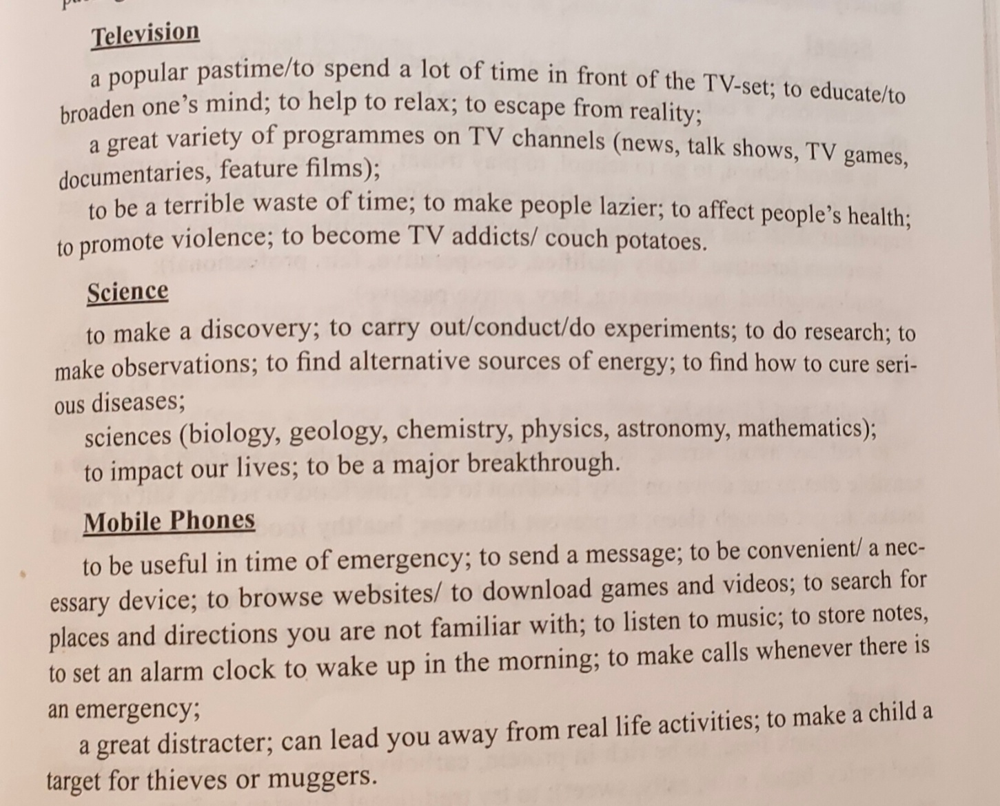 Television
a popular pastime/to spend a lot of time in front of the TV-set; to educate/to
broaden one's mind; to help to relax; to escape from reality;
a great variety of programmes on TV channels (news, talk shows, TV games,
documentaries, feature films);
to be a terrible waste of time; to make people lazier; to affect people's health;
to promote violence; to become TV addicts/ couch potatoes.
Science
to make a discovery; to carry out/conduct/do experiments; to do research; to
make observations; to find alternative sources of energy; to find how to cure seri-
ous diseases;
sciences (biology, geology, chemistry, physics, astronomy, mathematics);
to impact our lives; to be a major breakthrough.
Mobile Phones
to be useful in time of emergency; to send a message; to be convenient/ a nec-
essary device; to browse websites/ to download games and videos; to search for
places and directions you are not familiar with; to listen to music; to store notes,
to set an alarm clock to wake up in the morning; to make calls whenever there is
an emergency;
a great distracter; can lead you away from real life activities; to make a child a
target for thieves or muggers.